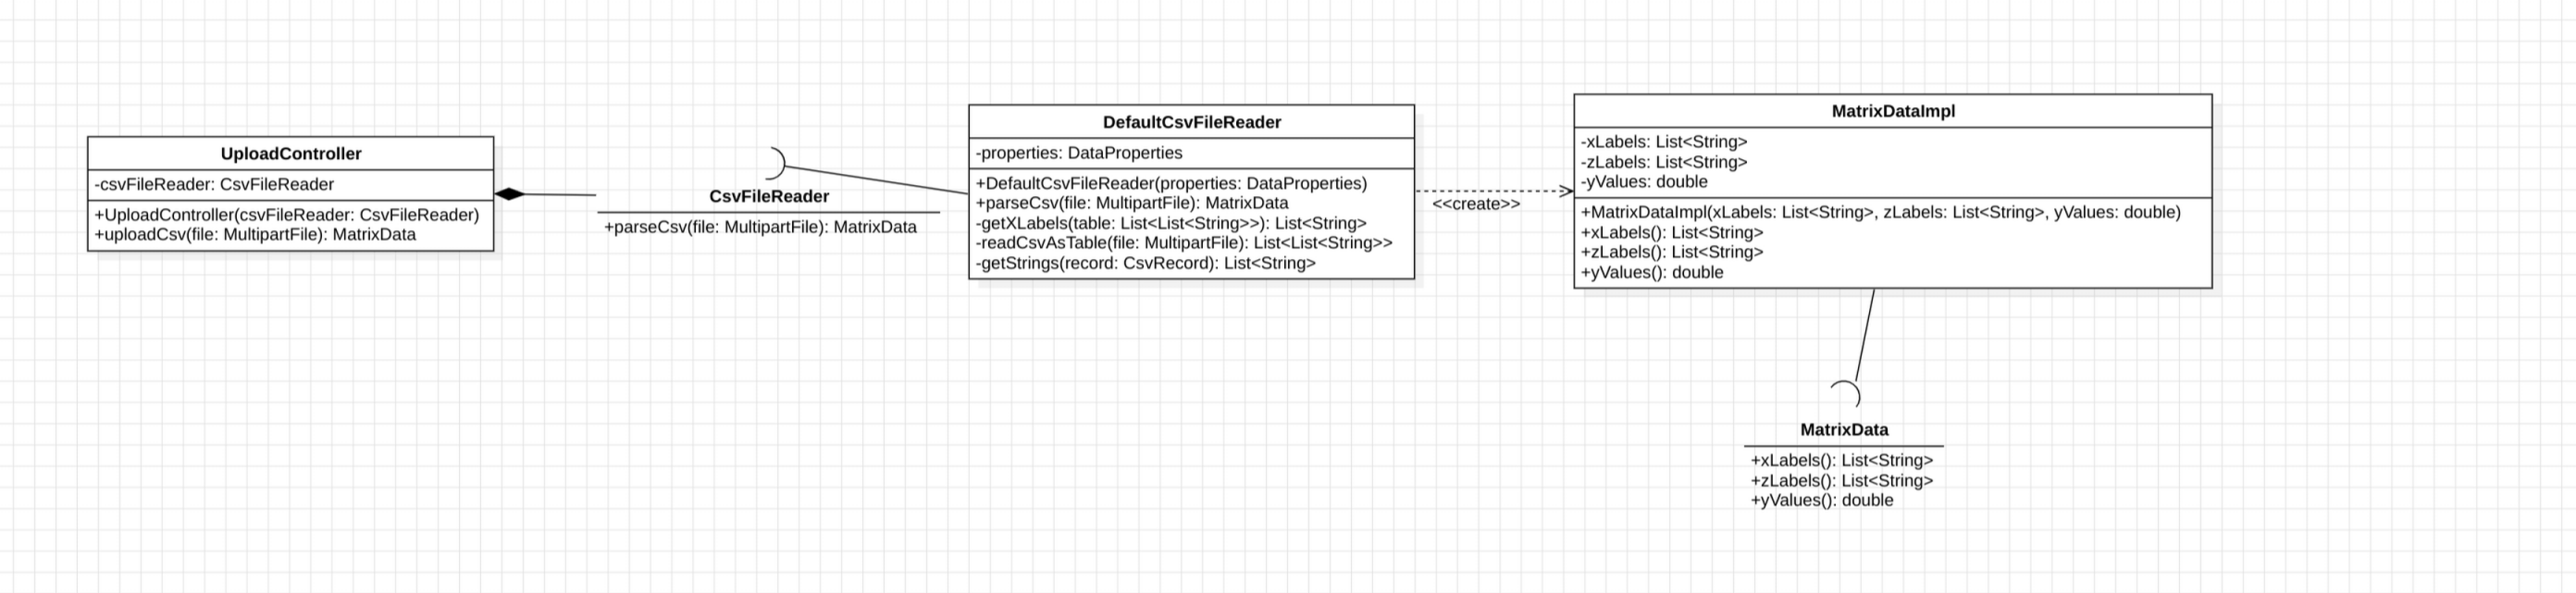 UploadController
-csvFileReader: CsvFileReader
+UploadController(csvFileReader: CsvFileReader)
+uploadCsv(file: MultipartFile): MatrixData
CsvFileReader
+parseCsv(file: MultipartFile): MatrixData
DefaultCsvFileReader
-properties: DataProperties
+DefaultCsvFileReader(properties: DataProperties)
+parseCsv(file: MultipartFile): MatrixData
-getXLabels(table: List<List<String>>): List<String>
-readCsvAsTable(file: MultipartFile): List<List<String>>
-getStrings(record: CsvRecord): List<String>
<<create>>
MatrixDataImpl
-xLabels: List<String>
-zLabels: List<String>
-yValues: double
+MatrixDataImpl(xLabels: List<String>, zLabels: List<String>, yValues: double)
+xLabels(): List<String>
+zLabels(): List<String>
+yValues(): double
MatrixData
+xLabels(): List<String>
+zLabels(): List<String>
+yValues(): double